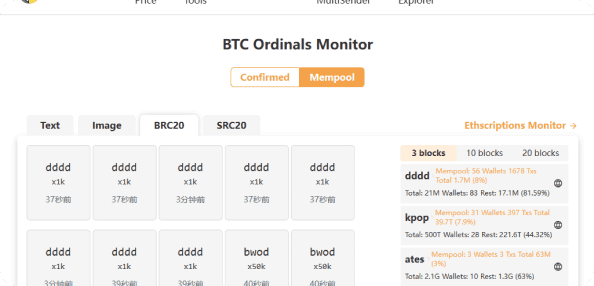 Price Tools MultiSender Explorer
BTC Ordinals Monitor
Confirmed Mempool
Text Image BRC20 SRC20
Ethscriptions Monitor →
dddd dddd dddd dddd dddd
x1k x1k x1k x1k x1k
37秒前 37秒前 3分钟前 37秒前 37秒前
dddd dddd dddd bwod bwod
x1k x1k x1k x50k x50k
3分钟前 39秒前 39秒前 40秒前 40秒前
3 blocks 10 blocks 20 blocks
dddd Mempool: 56 Wallets 1678 Txs
Total 1.7M (8%)
Total: 21M Wallets: 83 Rest: 17.1M (81.59%)
kpop Mempool: 31 Wallets 397 Txs Total
39.7T (7.9%)
Total: 500T Wallets: 28 Rest: 221.6T (44.32%)
ates Mempool: 3 Wallets 3 Txs Total 63M
(3%)
Total: 2.1G Wallets: 10 Rest: 1.3G (63%)